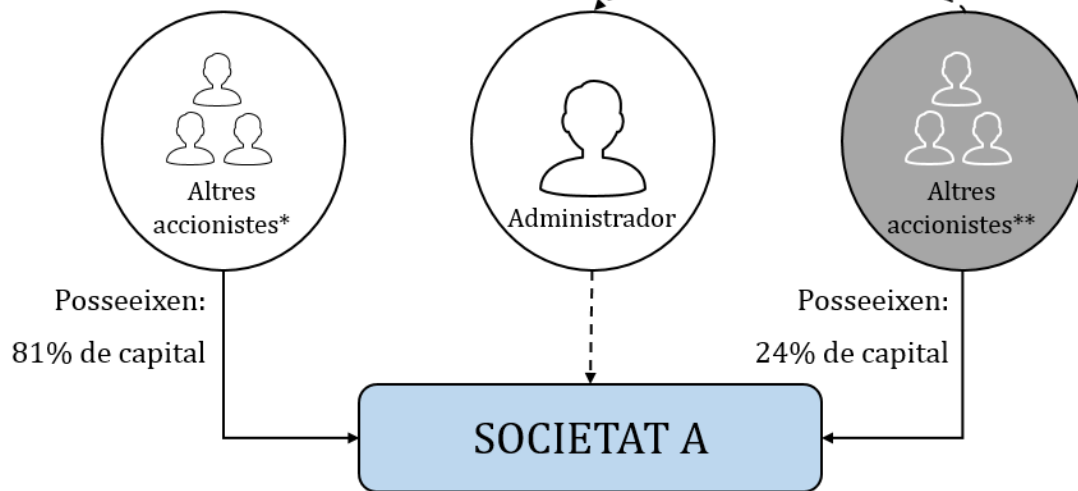 Altres
accionistes*
Administrador
Altres
accionistes**
Posseeixen:
81% de capital
Posseeixen:
24% de capital
SOCIETAT A